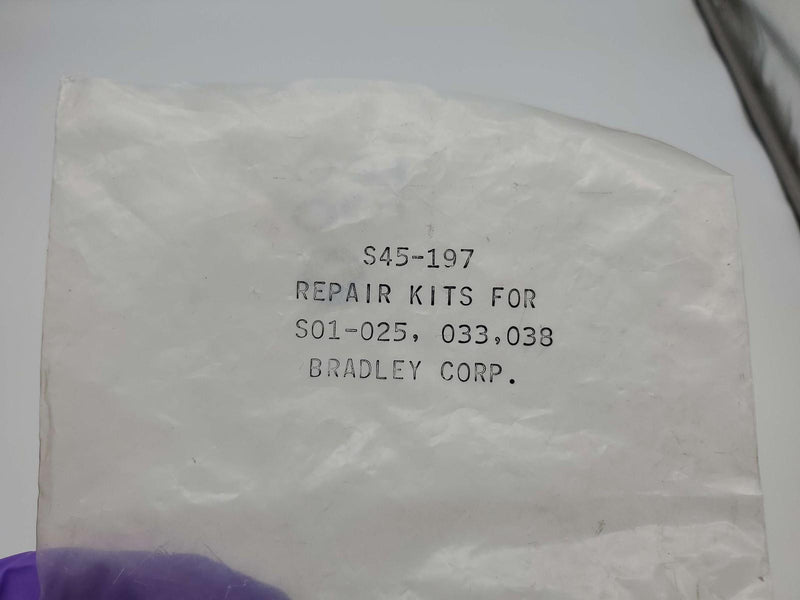 S45-197
REPAIR KITS FOR
S01-025, 033,038
BRADLEY CORP.